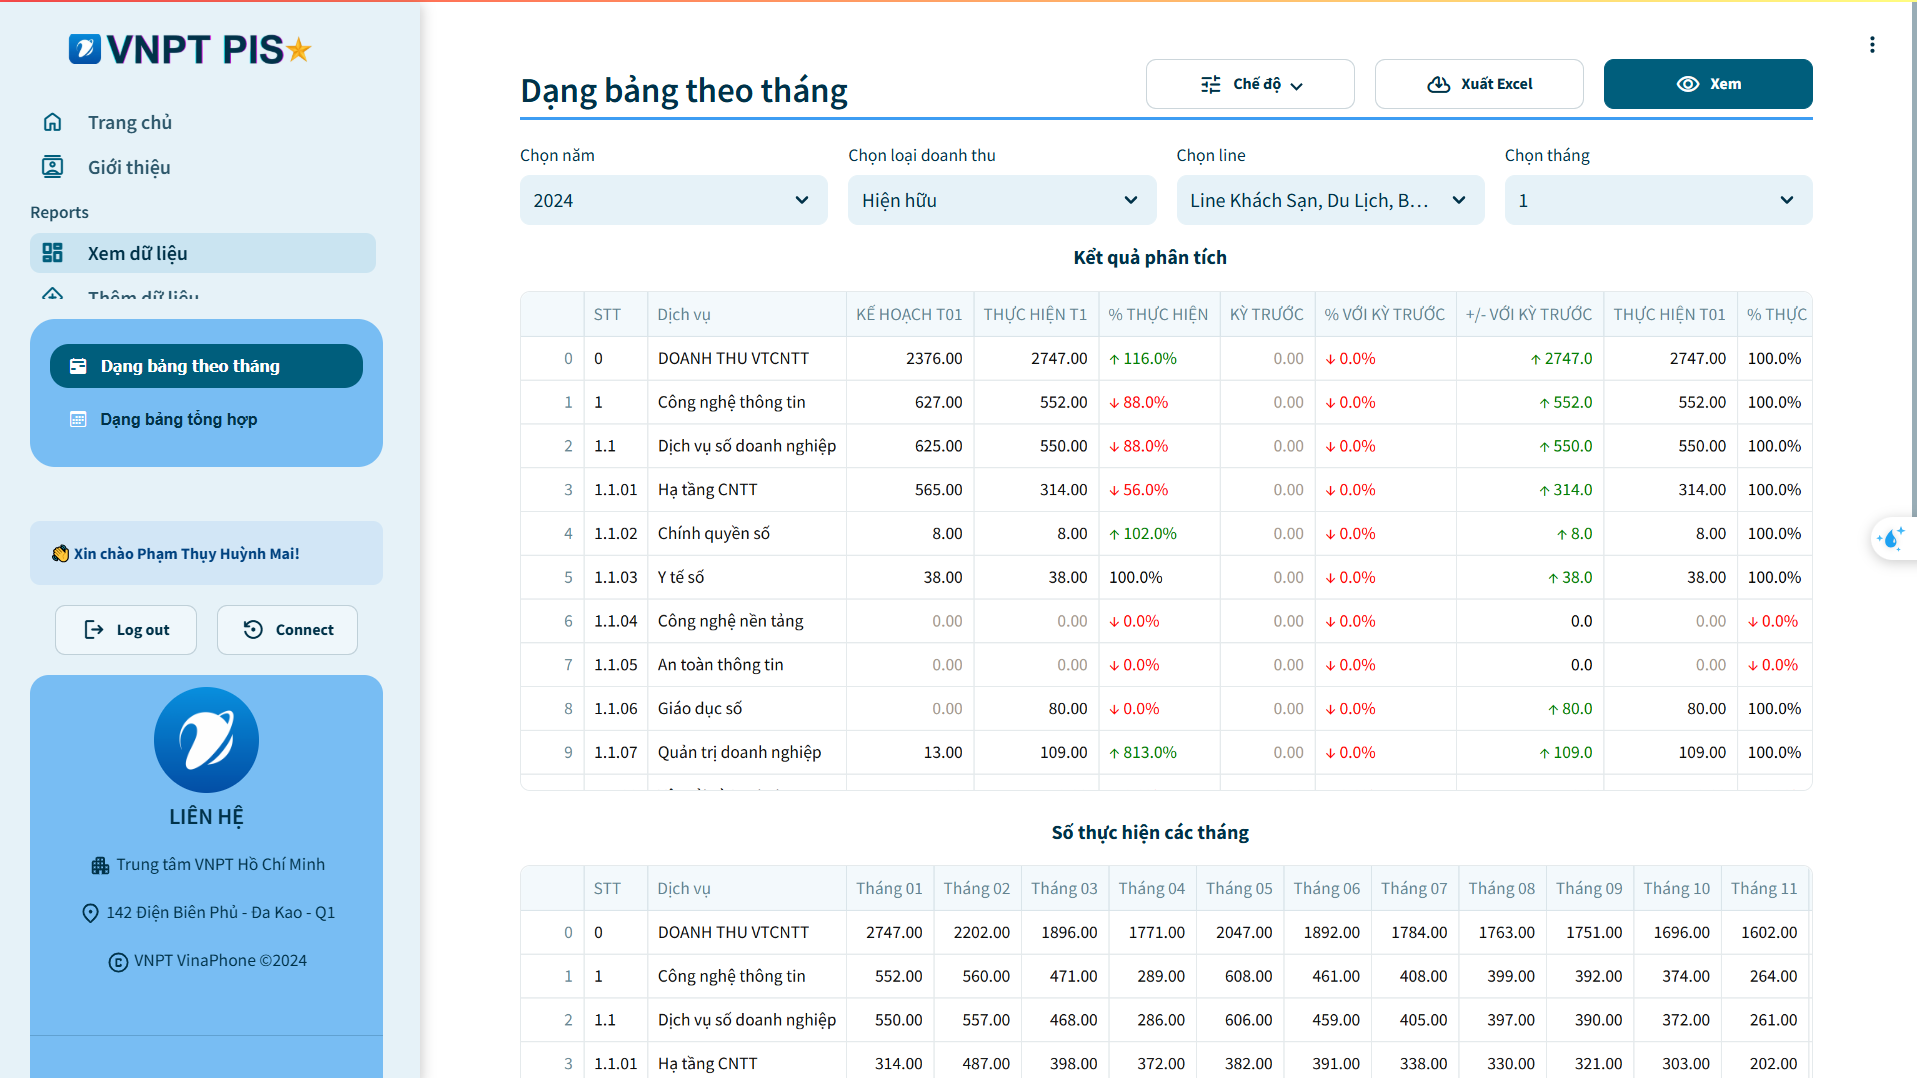 VNPT PIS
Trang chủ
Giới thiệu
Reports
Xem dữ liệu
Thêm dữ liệu
Dạng bảng theo tháng
Dạng bảng tổng hợp
Xin chào Phạm Thụy Huỳnh Mai!
Log out
Connect
LIÊN HỆ
Trung tâm VNPT Hồ Chí Minh
142 Điện Biên Phủ - Đa Kao - Q1
VNPT VinaPhone ©2024
Dạng bảng theo tháng
Chế độ
Xuất Excel
Xem
Chọn năm
2024
Chọn loại doanh thu
Hiện hữu
Chọn line
Line Khách Sạn, Du Lịch, B...
Chọn tháng
1
Kết quả phân tích
STT Dịch vụ KẾ HOẠCH T01 THỰC HIỆN T1 % THỰC HIỆN KỲ TRƯỚC % VỚI KỲ TRƯỚC +/- VỚI KỲ TRƯỚC THỰC HIỆN T01 % THỰC
0 0 DOANH THU VTCNTT 2376.00 2747.00 ↑ 116.0% 0.00 ↓ 0.0% ↑ 2747.0 2747.00 100.0%
1 1 Công nghệ thông tin 627.00 552.00 ↓ 88.0% 0.00 ↓ 0.0% ↑ 552.0 552.00 100.0%
2 1.1 Dịch vụ số doanh nghiệp 625.00 550.00 ↓ 88.0% 0.00 ↓ 0.0% ↑ 550.0 550.00 100.0%
3 1.1.01 Hạ tầng CNTT 565.00 314.00 ↓ 56.0% 0.00 ↓ 0.0% ↑ 314.0 314.00 100.0%
4 1.1.02 Chính quyền số 8.00 8.00 ↑ 102.0% 0.00 ↓ 0.0% ↑ 8.0 8.00 100.0%
5 1.1.03 Y tế số 38.00 38.00 100.0% 0.00 ↓ 0.0% ↑ 38.0 38.00 100.0%
6 1.1.04 Công nghệ nền tảng 0.00 0.00 ↓ 0.0% 0.00 ↓ 0.0% 0.0 0.00 ↓ 0.0%
7 1.1.05 An toàn thông tin 0.00 0.00 ↓ 0.0% 0.00 ↓ 0.0% 0.0 0.00 ↓ 0.0%
8 1.1.06 Giáo dục số 0.00 80.00 ↓ 0.0% 0.00 ↓ 0.0% ↑ 80.0 80.00 100.0%
9 1.1.07 Quản trị doanh nghiệp 13.00 109.00 ↑ 813.0% 0.00 ↓ 0.0% ↑ 109.0 109.00 100.0%
Số thực hiện các tháng
STT Dịch vụ Tháng 01 Tháng 02 Tháng 03 Tháng 04 Tháng 05 Tháng 06 Tháng 07 Tháng 08 Tháng 09 Tháng 10 Tháng 11
0 0 DOANH THU VTCNTT 2747.00 2202.00 1896.00 1771.00 2047.00 1892.00 1784.00 1763.00 1751.00 1696.00 1602.00
1 1 Công nghệ thông tin 552.00 560.00 471.00 289.00 608.00 461.00 408.00 399.00 392.00 374.00 264.00
2 1.1 Dịch vụ số doanh nghiệp 550.00 557.00 468.00 286.00 606.00 459.00 405.00 397.00 390.00 372.00 261.00
3 1.1.01 Hạ tầng CNTT 314.00 487.00 398.00 372.00 382.00 391.00 338.00 330.00 321.00 303.00 202.00